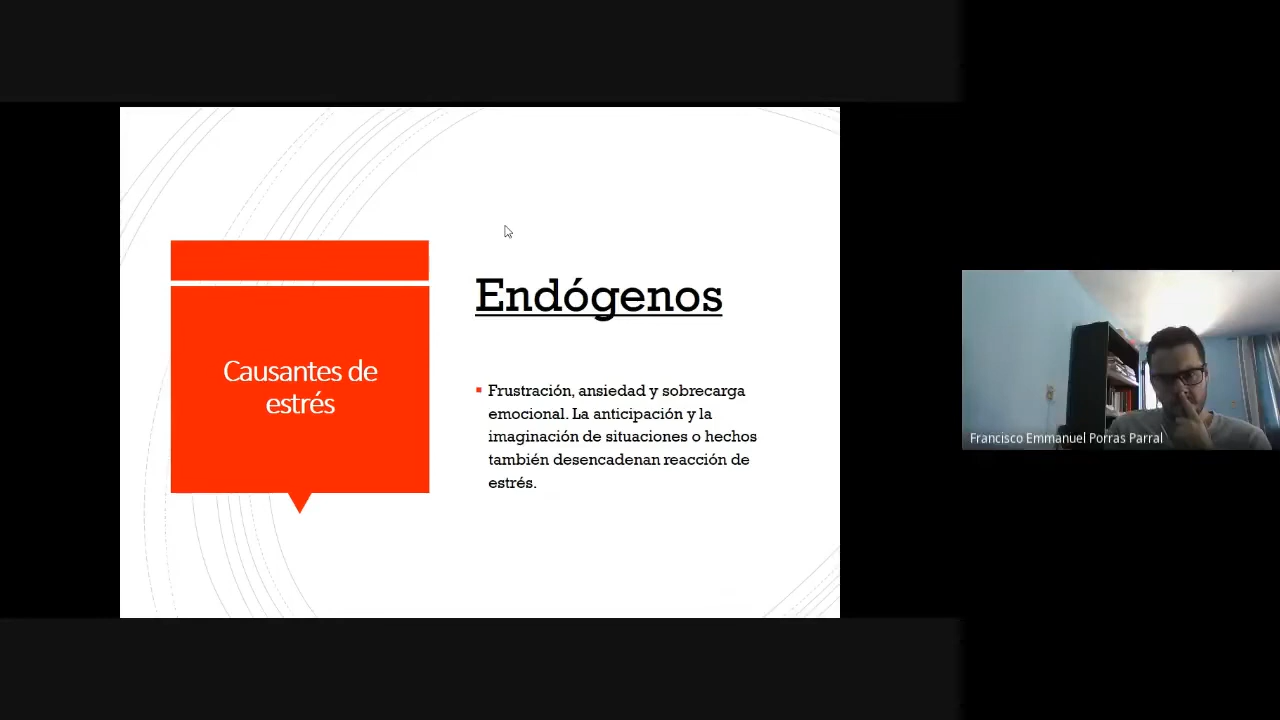 Causantes de
estrés
Endógenos
Frustración, ansiedad y sobrecarga
emocional. La anticipación y la
imaginación de situaciones o hechos
también desencadenan reacción de
estrés.
Francisco Emmanuel Porras Parral